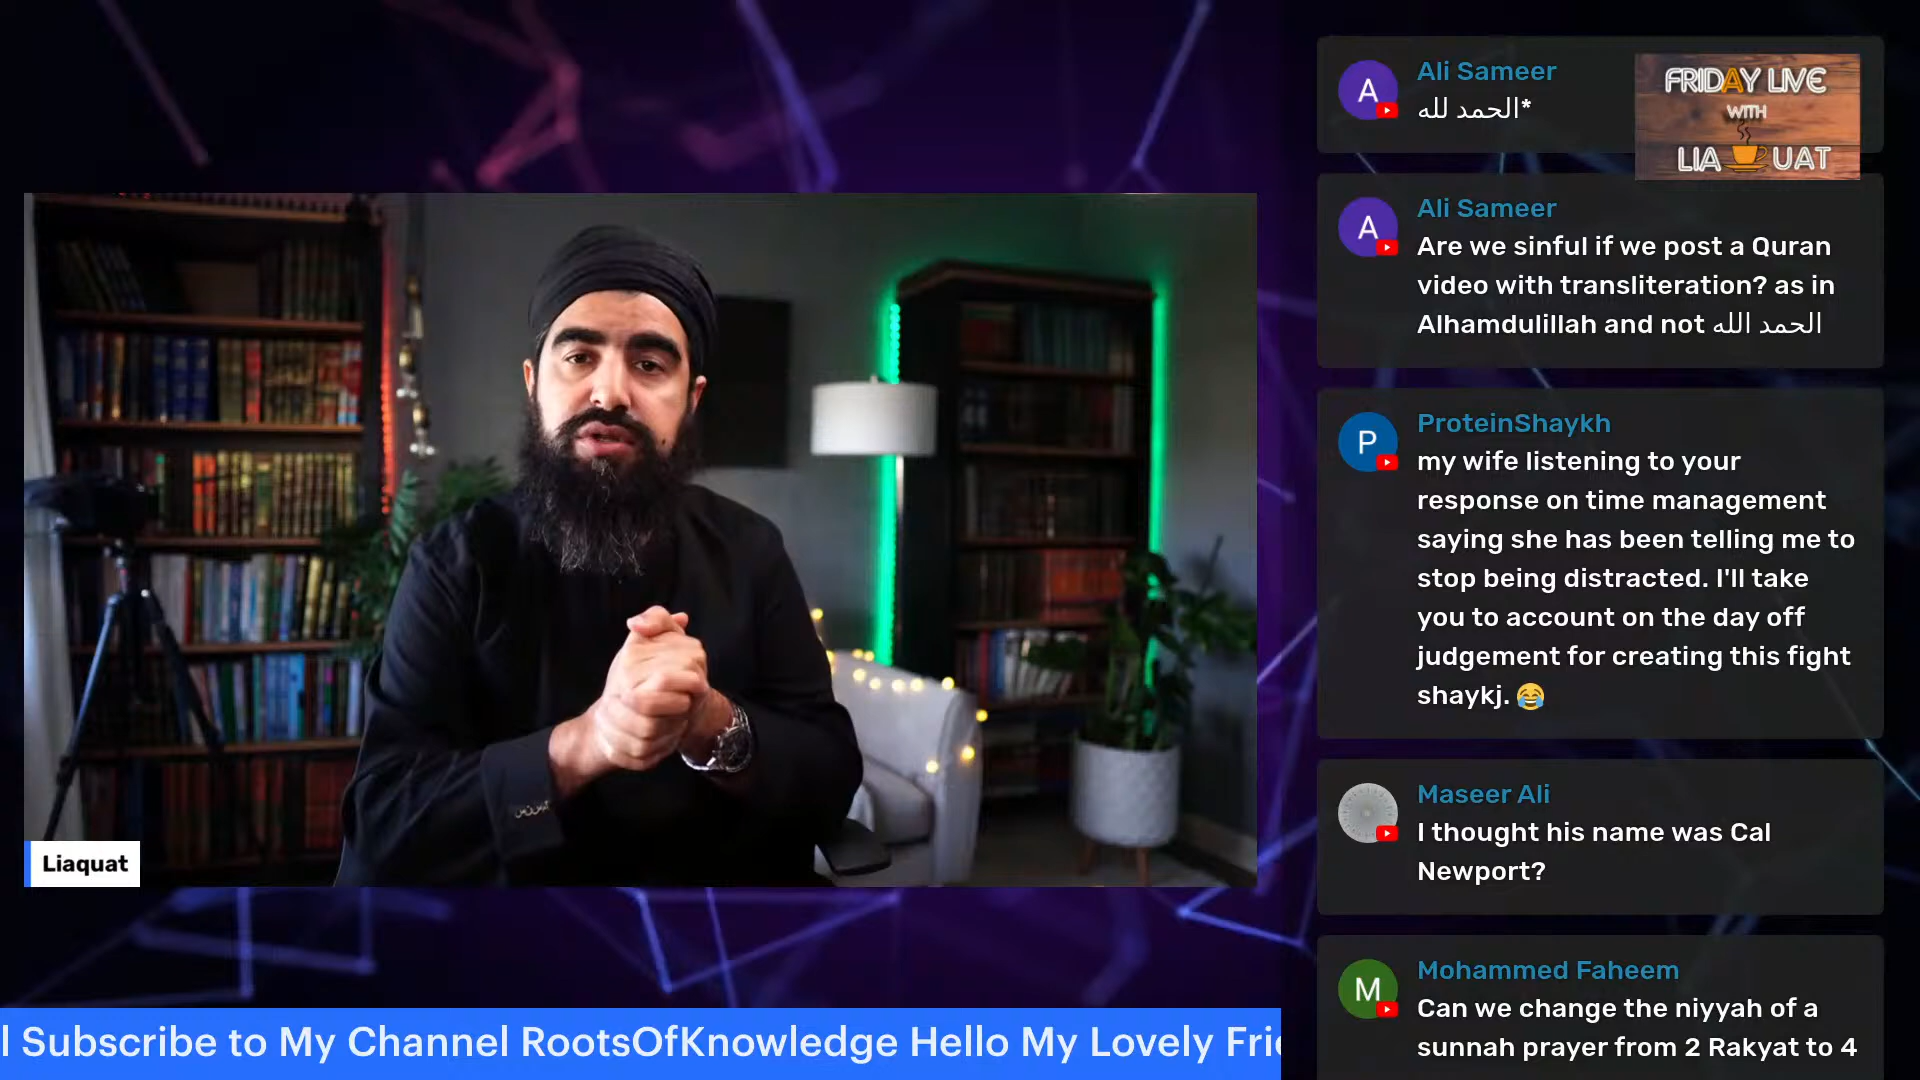 Ali Sameer
الحمد لله*
FRIDAY LIVE
WITH
LIA UAT
Ali Sameer
Are we sinful if we post a Quran
video with transliteration? as in
Alhamdulillah and not الحمد الله
ProteinShaykh
my wife listening to your
response on time management
saying she has been telling me to
stop being distracted. I'll take
you to account on the day off
judgement for creating this fight
shaykj. 😂
Maseer Ali
I thought his name was Cal
Newport?
Mohammed Faheem
Can we change the niyyah of a
sunnah prayer from 2 Rakyat to 4
Liaquat
l Subscribe to My Channel RootsOfKnowledge Hello My Lovely Frie